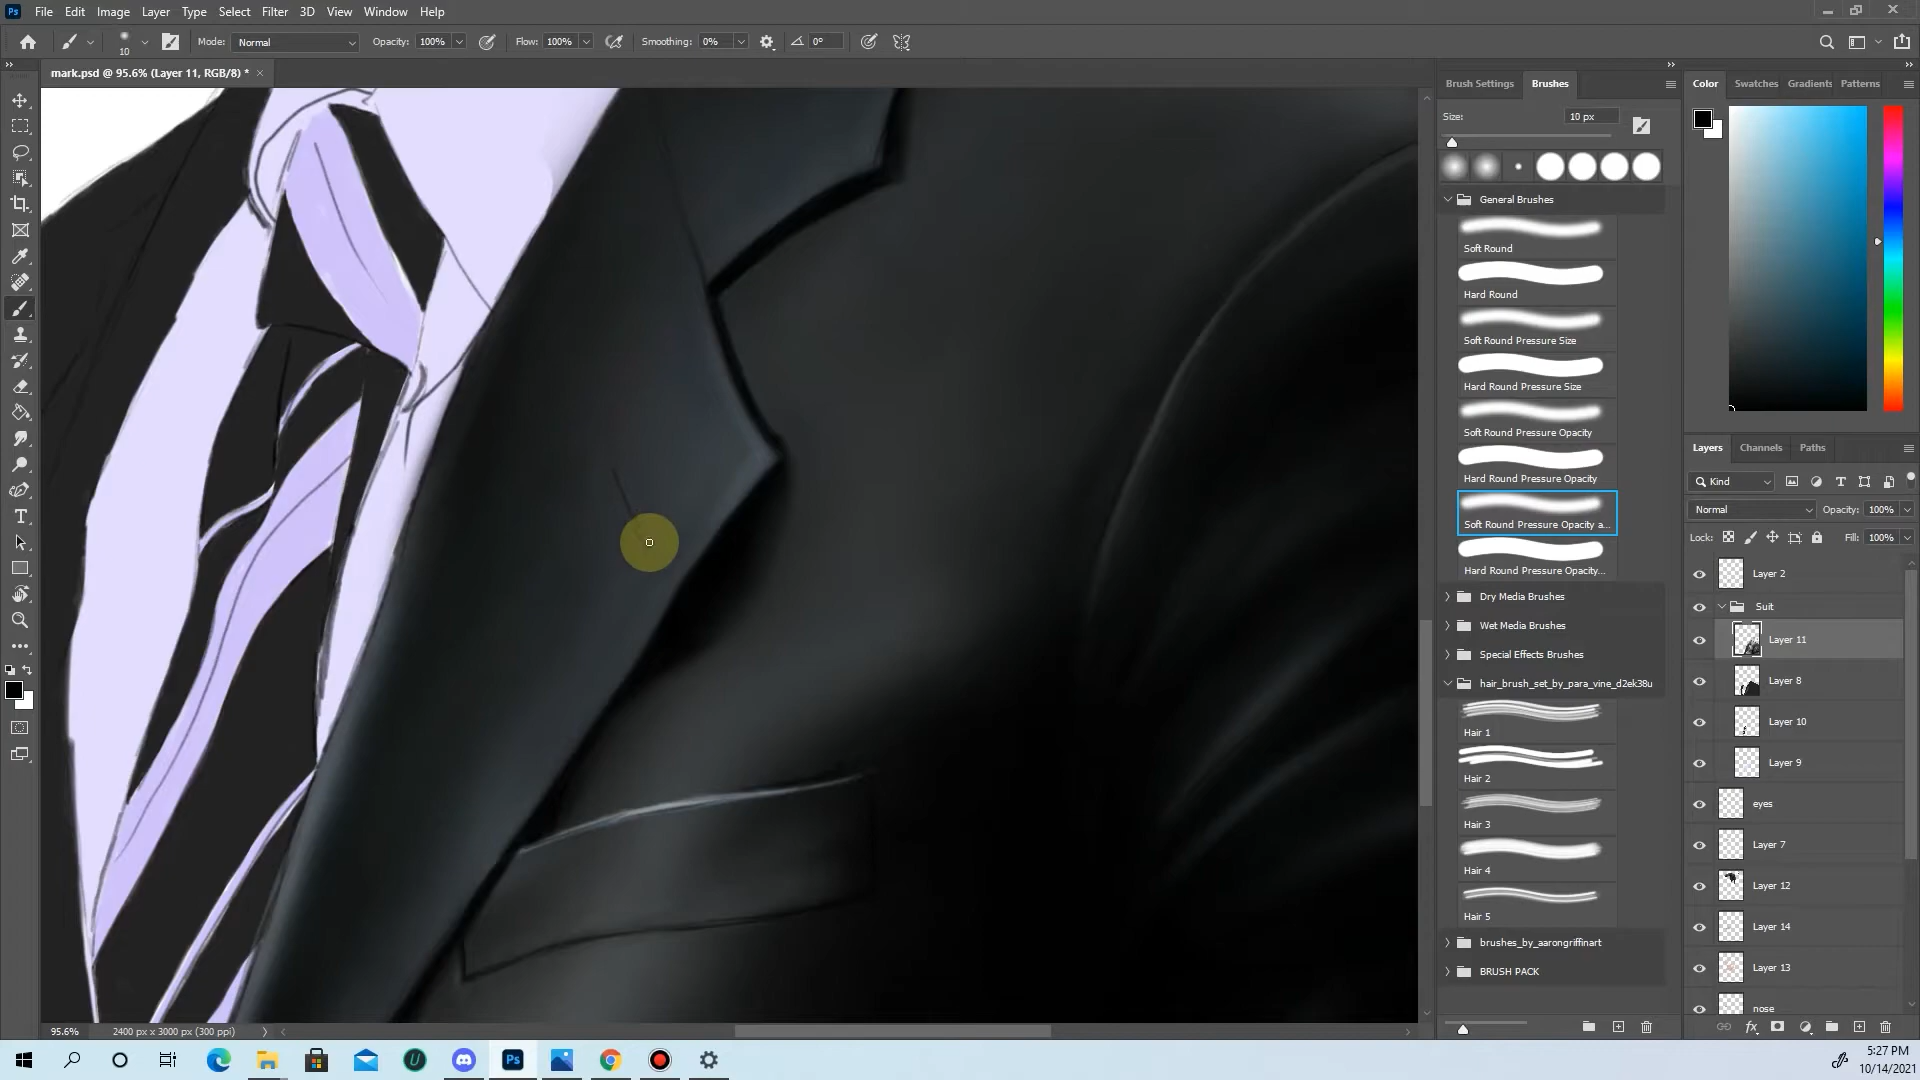 Ps File Edit Image Layer Type Select Filter 3D View Window Help
10 Mode: Normal Opacity: 100% Flow: 100% Smoothing: 0% 0°
mark.psd @ 95.6% (Layer 11, RGB/8) * ×
Brush Settings Brushes
Size: 10 px
General Brushes
Soft Round
Hard Round
Soft Round Pressure Size
Hard Round Pressure Size
Soft Round Pressure Opacity
Hard Round Pressure Opacity
Soft Round Pressure Opacity a...
Hard Round Pressure Opacity...
Dry Media Brushes
Wet Media Brushes
Special Effects Brushes
hair_brush_set_by_para_vine_d2ek38u
Hair 1
Hair 2
Hair 3
Hair 4
Hair 5
brushes_by_aarongriffinart
BRUSH PACK
Color Swatches Gradients Patterns
Layers Channels Paths
Kind
Normal Opacity: 100%
Lock: Fill: 100%
Layer 2
Suit
Layer 11
Layer 8
Layer 10
Layer 9
eyes
Layer 7
Layer 12
Layer 14
Layer 13
nose
95.6% 2400 px x 3000 px (300 ppi)
Ps
5:27 PM
10/14/2021